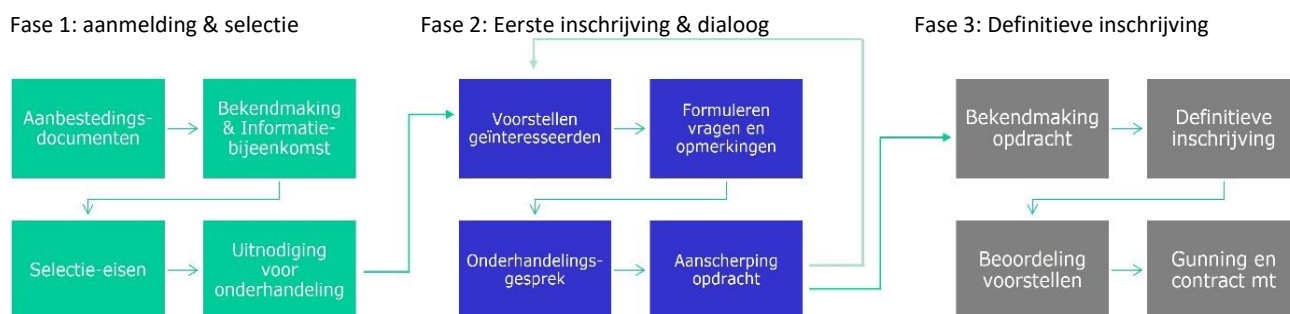 Fase 1: aanmelding & selectie
Fase 2: Eerste inschrijving & dialoog
Fase 3: Definitieve inschrijving
Aanbestedings-
documenten
Bekendmaking
& Informatie-
bijeenkomst
Selectie-eisen
Uitnodiging
voor
onderhandeling
Voorstellen
geïnteresseerden
Formuleren
vragen en
opmerkingen
Onderhandelings-
gesprek
Aanscherping
opdracht
Bekendmaking
opdracht
Definitieve
inschrijving
Beoordeling
voorstellen
Gunning en
contract mt